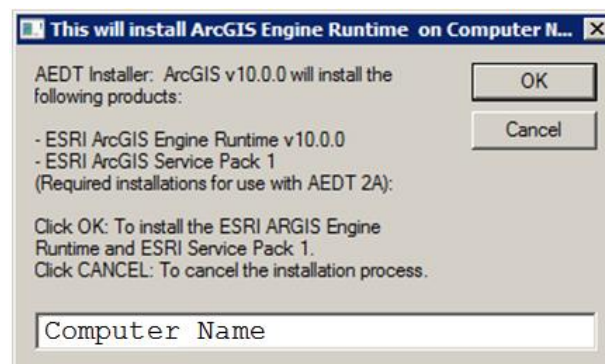 This will install ArcGIS Engine Runtime on Computer N...
AEDT Installer: ArcGIS v10.0.0 will install the
following products:
OK
Cancel
- ESRI ArcGIS Engine Runtime v10.0.0
- ESRI ArcGIS Service Pack 1
(Required installations for use with AEDT 2A):
Click OK: To install the ESRI ARGIS Engine
Runtime and ESRI Service Pack 1.
Click CANCEL: To cancel the installation process.
Computer Name